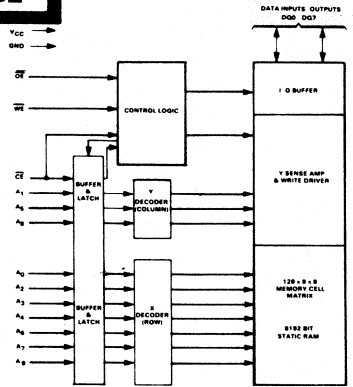 DATA INPUTS OUTPUTS
DQ0 DQ7
VCC
GND
OE
WE
CONTROL LOGIC
I O BUFFER
CE
A1
A5
A8
BUFFER
&
LATCH
Y
DECODER
(COLUMN)
Y SENSE AMP
& WRITE DRIVER
A0
A2
A3
A4
A6
A7
A9
BUFFER
&
LATCH
X
DECODER
(ROW)
128 x 8 x 8
MEMORY CELL
MATRIX
8192 BIT
STATIC RAM